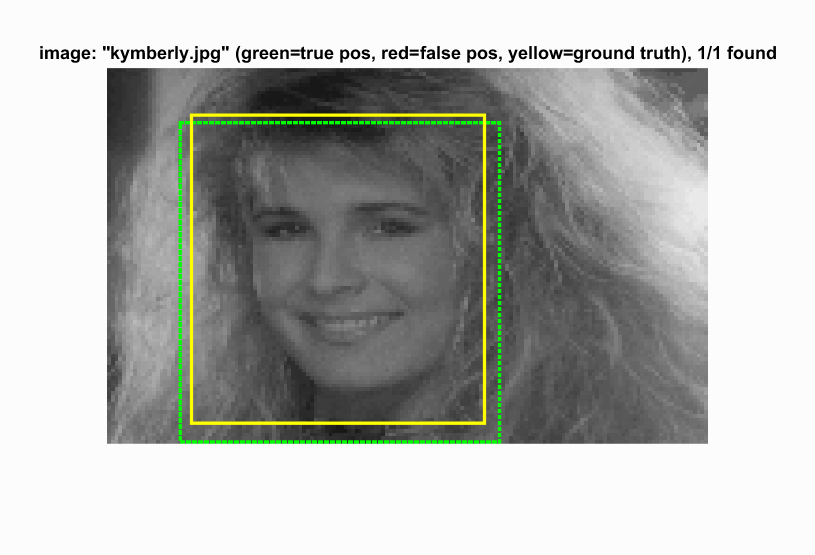 image: "kymberly.jpg" (green=true pos, red=false pos, yellow=ground truth), 1/1 found